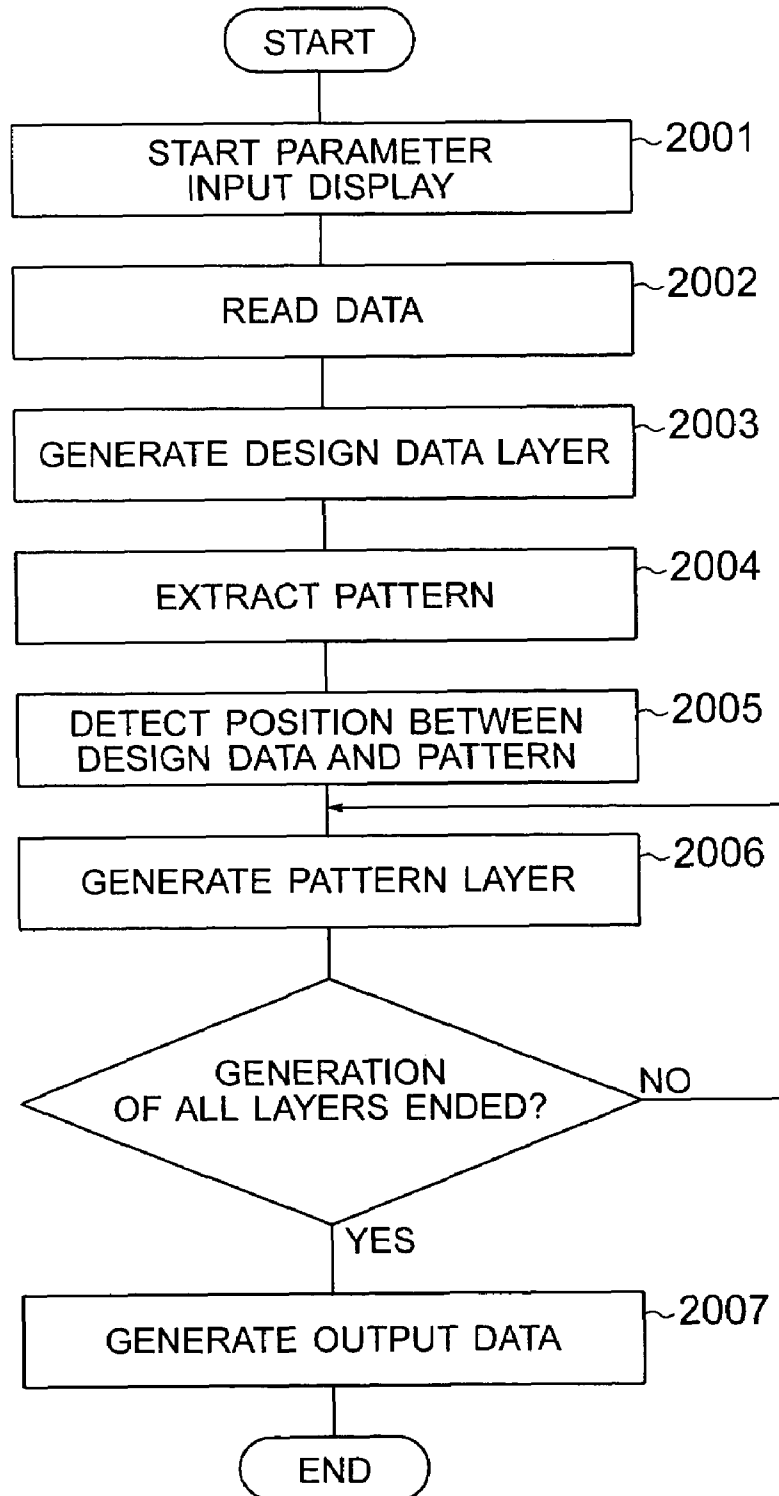 START
START PARAMETER
INPUT DISPLAY
2001
READ DATA
2002
GENERATE DESIGN DATA LAYER
2003
EXTRACT PATTERN
2004
DETECT POSITION BETWEEN
DESIGN DATA AND PATTERN
2005
GENERATE PATTERN LAYER
2006
GENERATION
OF ALL LAYERS ENDED?
NO
YES
GENERATE OUTPUT DATA
2007
END